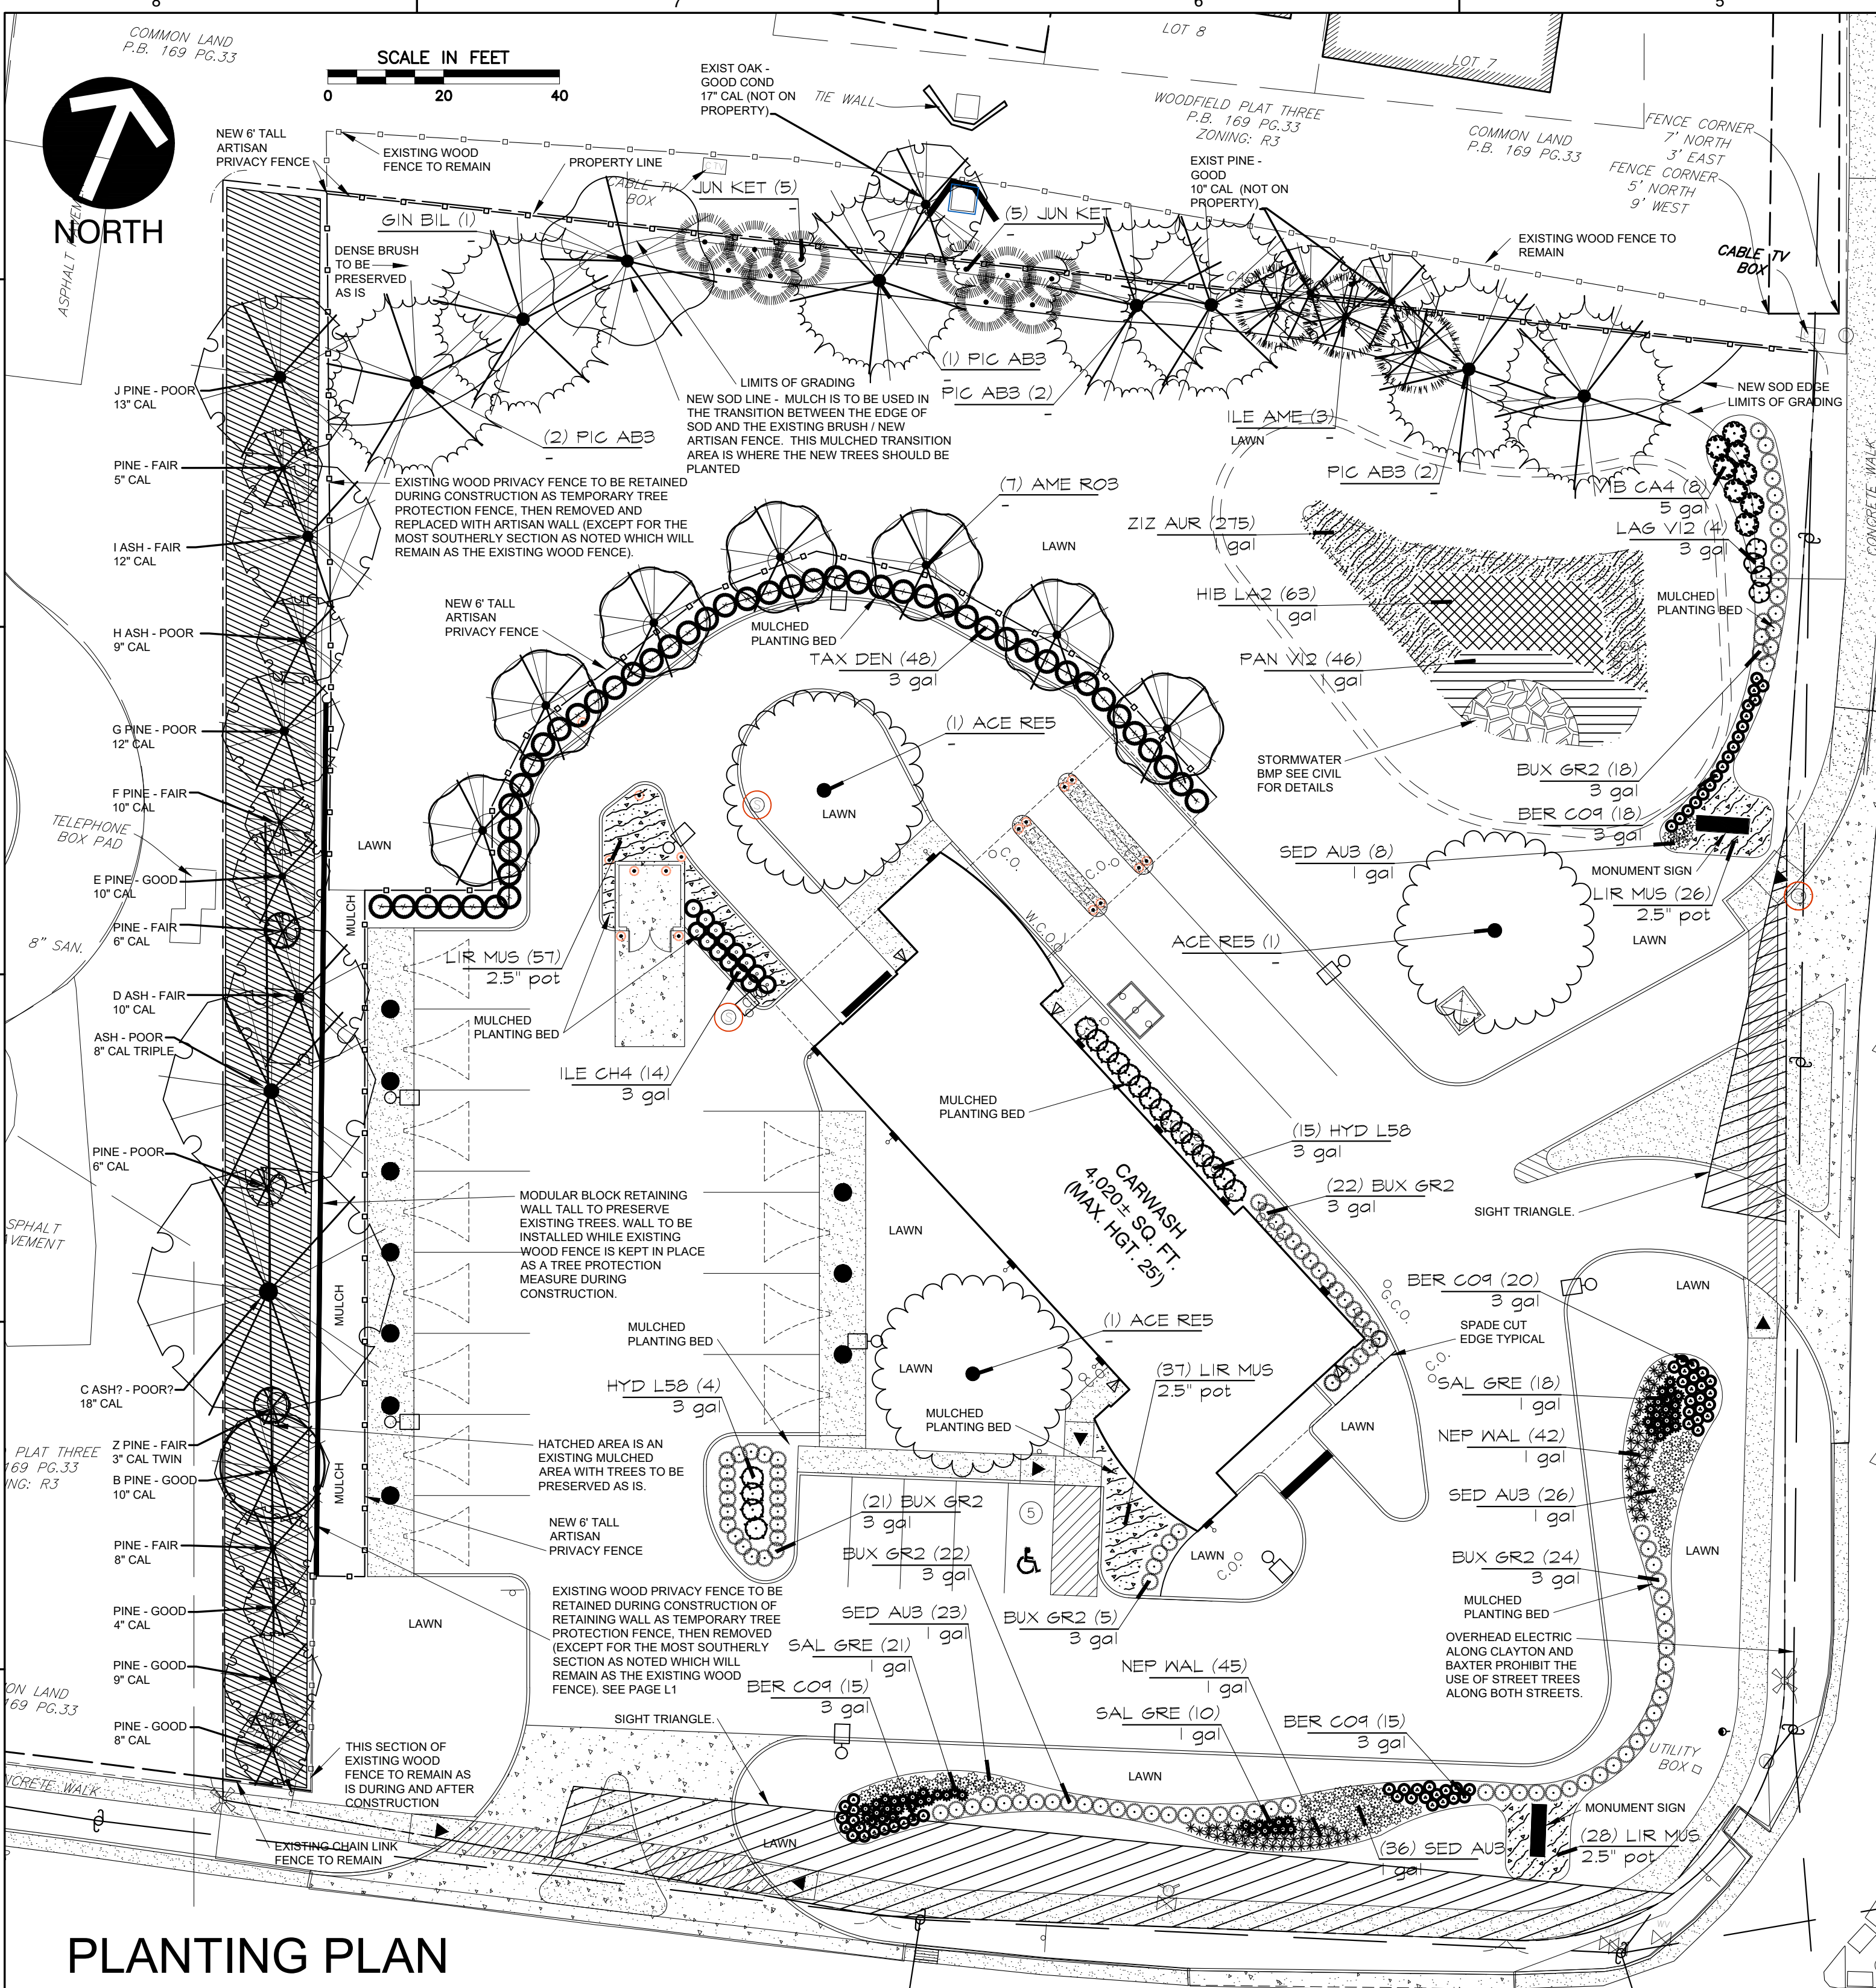 8
7
6
5
COMMON LAND
P.B. 169 PG.33
SCALE IN FEET
0 20 40
NORTH
LOT 8
LOT 7
EXIST OAK -
GOOD COND
17" CAL (NOT ON
PROPERTY)
TIE WALL
WOODFIELD PLAT THREE
P.B. 169 PG.33
ZONING: R3
COMMON LAND
P.B. 169 PG.33
FENCE CORNER
7' NORTH
3' EAST
FENCE CORNER
5' NORTH
9' WEST
NEW 6' TALL
ARTISAN
PRIVACY FENCE
EXISTING WOOD
FENCE TO REMAIN
PROPERTY LINE
CABLE TV
BOX
C TV
JUN KET (5)
EXIST PINE -
GOOD
10" CAL (NOT ON
PROPERTY)
GIN BIL (1)
(5) JUN KET
EXISTING WOOD FENCE TO
REMAIN
CABLE TV
BOX
DENSE BRUSH
TO BE
PRESERVED
AS IS
J PINE - POOR
13" CAL
LIMITS OF GRADING
(1) PIC AB3
PIC AB3 (2)
NEW SOD EDGE
LIMITS OF GRADING
NEW SOD LINE - MULCH IS TO BE USED IN
THE TRANSITION BETWEEN THE EDGE OF
SOD AND THE EXISTING BRUSH / NEW
ARTISAN FENCE. THIS MULCHED TRANSITION
AREA IS WHERE THE NEW TREES SHOULD BE
PLANTED
(2) PIC AB3
ILE AME (3)
LAWN
PIC AB3 (2)
VIB CA4 (8)
5 gal
LAG VI2 (4)
3 gal
PINE - FAIR
5" CAL
EXISTING WOOD PRIVACY FENCE TO BE RETAINED
DURING CONSTRUCTION AS TEMPORARY TREE
PROTECTION FENCE, THEN REMOVED AND
REPLACED WITH ARTISAN WALL (EXCEPT FOR THE
MOST SOUTHERLY SECTION AS NOTED WHICH WILL
REMAIN AS THE EXISTING WOOD FENCE).
(7) AME RO3
ZIZ AUR (275)
1 gal
LAWN
I ASH - FAIR
12" CAL
HIB LA2 (63)
1 gal
MULCHED
PLANTING BED
NEW 6' TALL
ARTISAN
PRIVACY FENCE
MULCHED
PLANTING BED
H ASH - POOR
9" CAL
TAX DEN (48)
3 gal
PAN VI2 (46)
1 gal
G PINE - POOR
12" CAL
(1) ACE RE5
STORMWATER
BMP SEE CIVIL
FOR DETAILS
BUX GR2 (18)
3 gal
BER CO9 (18)
3 gal
F PINE - FAIR
10" CAL
TELEPHONE
BOX PAD
LAWN
LAWN
S
C.O.
C.O.
W.C.O.
SED AU3 (8)
1 gal
MONUMENT SIGN
LIR MUS (26)
2.5" pot
E PINE - GOOD
10" CAL
MULCH
PINE - FAIR
6" CAL
8" SAN.
ACE RE5 (1)
LAWN
LIR MUS (57)
2.5" pot
D ASH - FAIR
10" CAL
MULCHED
PLANTING BED
S
ASH - POOR
8" CAL TRIPLE
ILE CH4 (14)
3 gal
MULCHED
PLANTING BED
(15) HYD L58
3 gal
PINE - POOR
6" CAL
CARWASH
4,020± SQ. FT.
(MAX. HGT. 25')
(22) BUX GR2
3 gal
SIGHT TRIANGLE.
MODULAR BLOCK RETAINING
WALL TALL TO PRESERVE
EXISTING TREES. WALL TO BE
INSTALLED WHILE EXISTING
WOOD FENCE IS KEPT IN PLACE
AS A TREE PROTECTION
MEASURE DURING
CONSTRUCTION.
LAWN
MULCH
G.C.O.
BER CO9 (20)
3 gal
LAWN
SPADE CUT
EDGE TYPICAL
MULCHED
PLANTING BED
(1) ACE RE5
C.O.
C ASH? - POOR?
18" CAL
HYD L58 (4)
3 gal
LAWN
(37) LIR MUS
2.5" pot
SAL GRE (18)
1 gal
MULCHED
PLANTING BED
LAWN
Z PINE - FAIR
3" CAL TWIN
HATCHED AREA IS AN
EXISTING MULCHED
AREA WITH TREES TO BE
PRESERVED AS IS.
NEP WAL (42)
1 gal
PLAT THREE
169 PG.33
B PINE - GOOD
10" CAL
MULCH
(21) BUX GR2
3 gal
5
SED AU3 (26)
1 gal
NEW 6' TALL
ARTISAN
PRIVACY FENCE
BUX GR2 (22)
3 gal
LAWN
C.O.
PINE - FAIR
8" CAL
BUX GR2 (24)
3 gal
LAWN
EXISTING WOOD PRIVACY FENCE TO BE
RETAINED DURING CONSTRUCTION OF
RETAINING WALL AS TEMPORARY TREE
PROTECTION FENCE, THEN REMOVED
(EXCEPT FOR THE MOST SOUTHERLY
SECTION AS NOTED WHICH WILL
REMAIN AS THE EXISTING WOOD
FENCE). SEE PAGE L1
SED AU3 (23)
1 gal
BUX GR2 (5)
3 gal
MULCHED
PLANTING BED
PINE - GOOD
4" CAL
LAWN
SAL GRE (21)
1 gal
OVERHEAD ELECTRIC
ALONG CLAYTON AND
BAXTER PROHIBIT THE
USE OF STREET TREES
ALONG BOTH STREETS.
PINE - GOOD
9" CAL
BER CO9 (15)
3 gal
NEP WAL (45)
1 gal
SIGHT TRIANGLE.
SAL GRE (10)
1 gal
BER CO9 (15)
3 gal
PINE - GOOD
8" CAL
THIS SECTION OF
EXISTING WOOD
FENCE TO REMAIN AS
IS DURING AND AFTER
CONSTRUCTION
UTILITY
BOX
LAWN
MONUMENT SIGN
LAWN
(36) SED AU3
1 gal
(28) LIR MUS
2.5" pot
EXISTING CHAIN LINK
FENCE TO REMAIN
WV
PLANTING PLAN